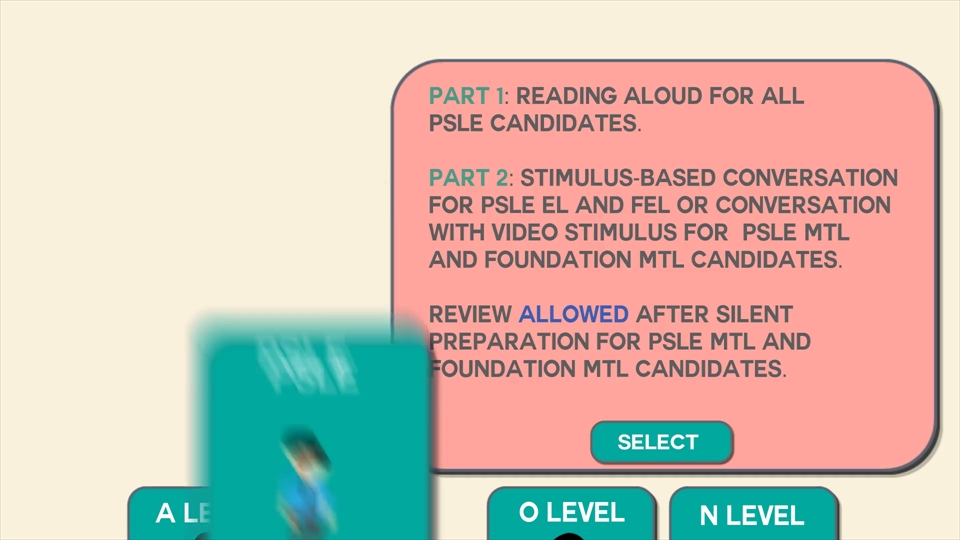 PART 1: READING ALOUD FOR ALL
PSLE CANDIDATES.
PART 2: STIMULUS-BASED CONVERSATION
FOR PSLE EL AND FEL OR CONVERSATION
WITH VIDEO STIMULUS FOR PSLE MTL
AND FOUNDATION MTL CANDIDATES.
REVIEW ALLOWED AFTER SILENT
PREPARATION FOR PSLE MTL AND
FOUNDATION MTL CANDIDATES.
SELECT
PSLE
A LE
O LEVEL
N LEVEL